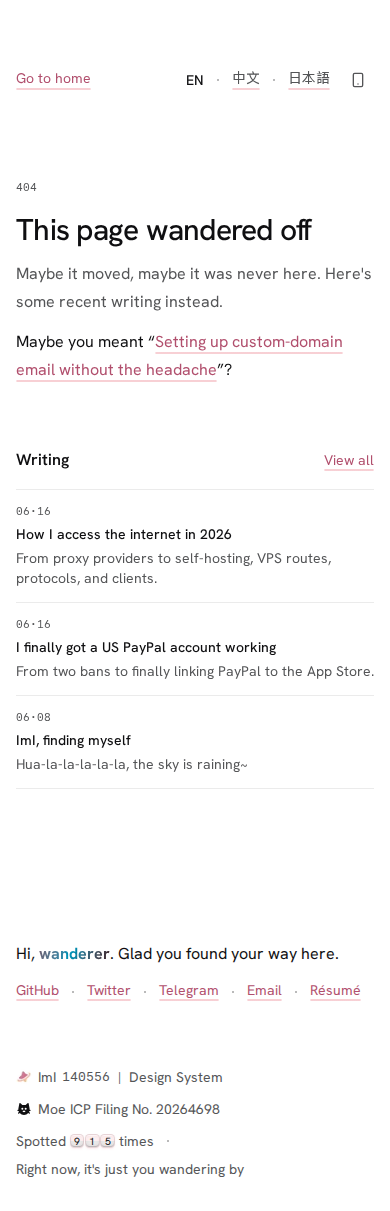 Go to home
EN · 中文 · 日本語
404
This page wandered off
Maybe it moved, maybe it was never here. Here's
some recent writing instead.
Maybe you meant “Setting up custom-domain
email without the headache”?
Writing
View all
06·16
How I access the internet in 2026
From proxy providers to self-hosting, VPS routes,
protocols, and clients.
06·16
I finally got a US PayPal account working
From two bans to finally linking PayPal to the App Store.
06·08
ImI, finding myself
Hua-la-la-la-la-la, the sky is raining~
Hi, wanderer. Glad you found your way here.
GitHub · Twitter · Telegram · Email · Résumé
ImI 140556 | Design System
Moe ICP Filing No. 20264698
Spotted 915 times ·
Right now, it's just you wandering by